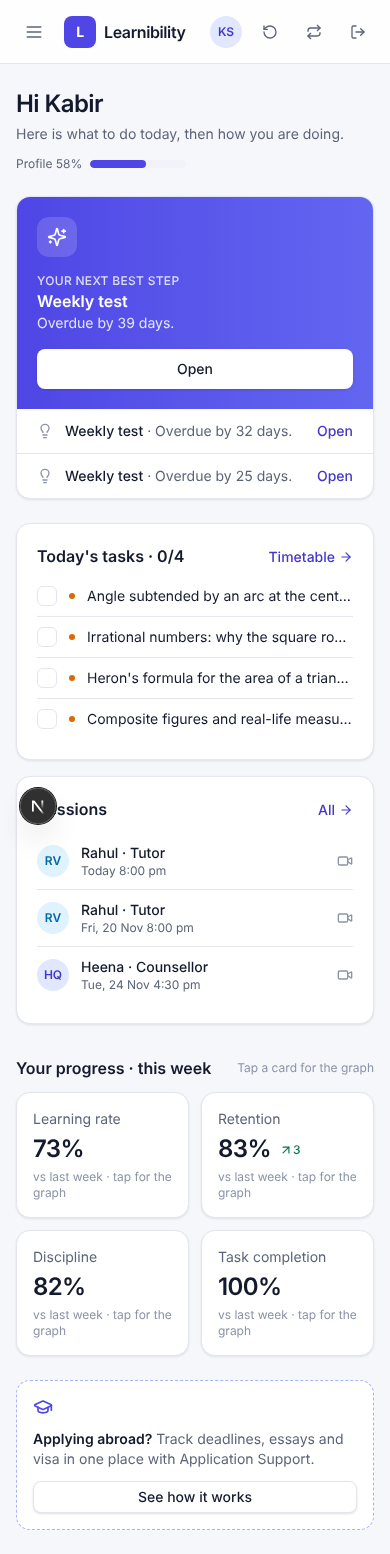 L Learnibility KS
Hi Kabir
Here is what to do today, then how you are doing.
Profile 58%
YOUR NEXT BEST STEP
Weekly test
Overdue by 39 days.
Open
Weekly test · Overdue by 32 days. Open
Weekly test · Overdue by 25 days. Open
Today's tasks · 0/4 Timetable →
Angle subtended by an arc at the cent...
Irrational numbers: why the square ro...
Heron's formula for the area of a trian...
Composite figures and real-life measu...
N ssions All →
RV Rahul · Tutor
Today 8:00 pm
RV Rahul · Tutor
Fri, 20 Nov 8:00 pm
HQ Heena · Counsellor
Tue, 24 Nov 4:30 pm
Your progress · this week Tap a card for the graph
Learning rate
73%
vs last week · tap for the
graph
Retention
83% ↗3
vs last week · tap for the
graph
Discipline
82%
vs last week · tap for the
graph
Task completion
100%
vs last week · tap for the
graph
Applying abroad? Track deadlines, essays and
visa in one place with Application Support.
See how it works